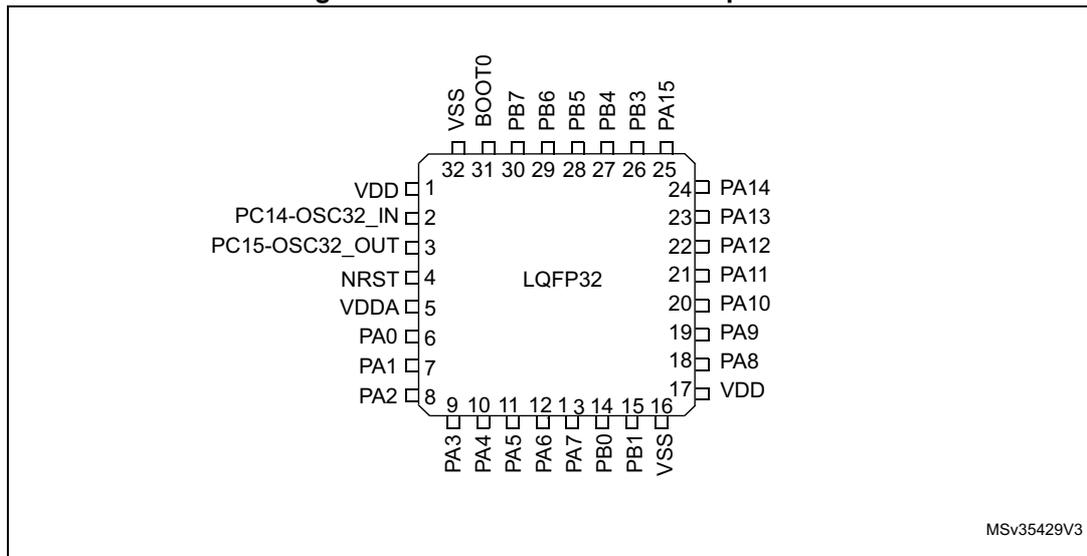 VSS
BOOT0
PB7
PB6
PB5
PB4
PB3
PA15
32 31 30 29 28 27 26 25
VDD 1
PC14-OSC32_IN 2
PC15-OSC32_OUT 3
NRST 4
VDDA 5
PA0 6
PA1 7
PA2 8
LQFP32
24 PA14
23 PA13
22 PA12
21 PA11
20 PA10
19 PA9
18 PA8
17 VDD
9 10 11 12 1 3 14 15 16
PA3
PA4
PA5
PA6
PA7
PB0
PB1
VSS
MSv35429V3